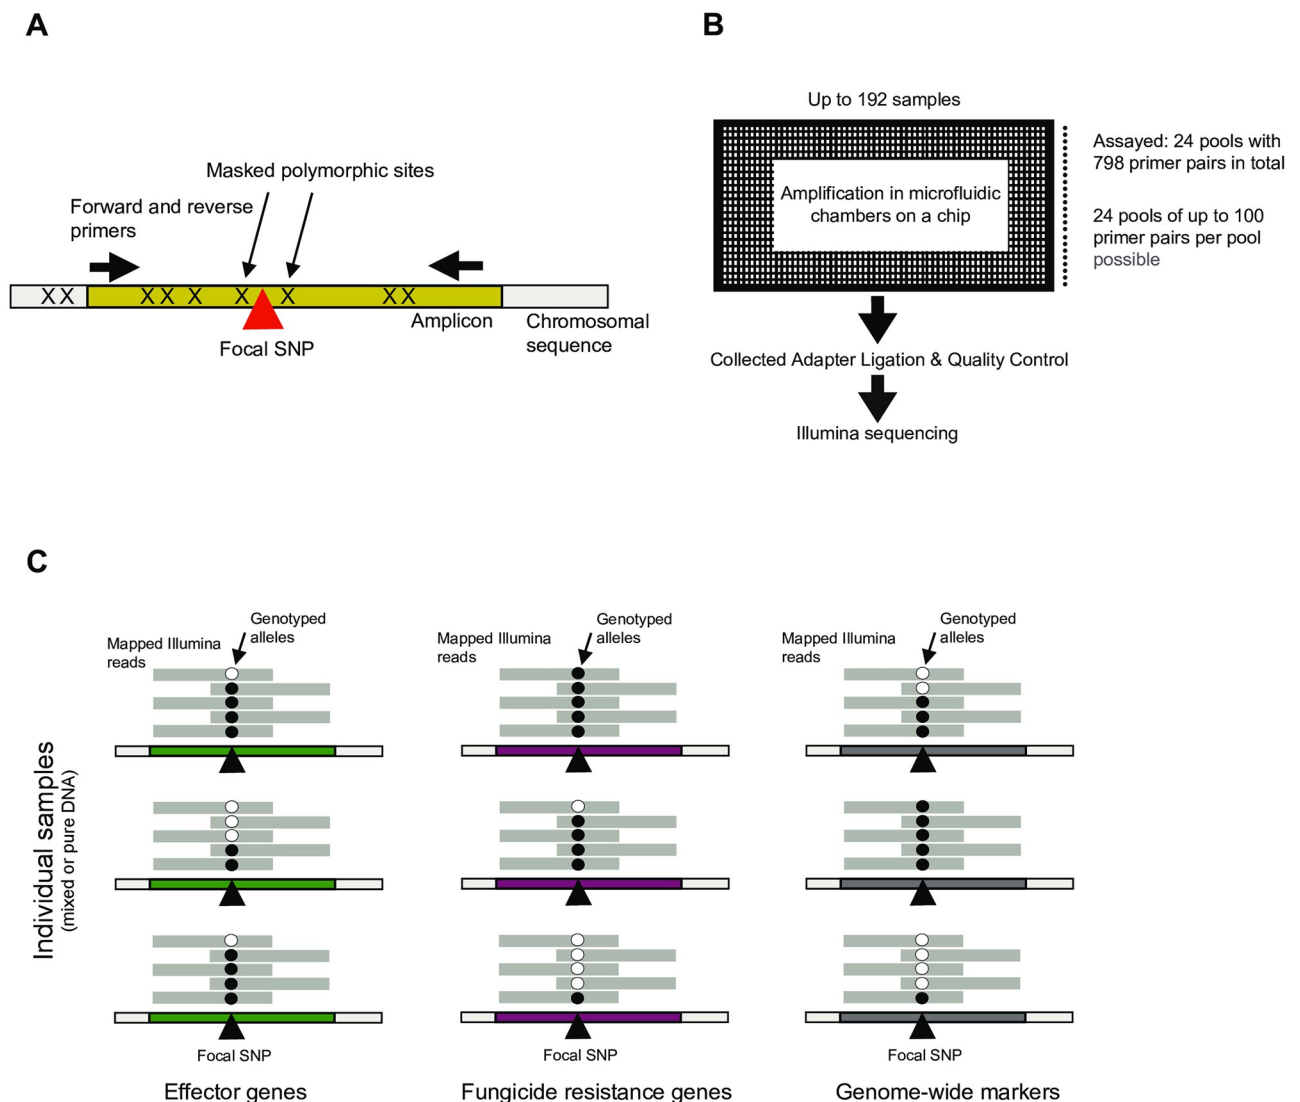 A
B
Masked polymorphic sites
Forward and reverse
primers
XX
XX X
X
X
XX
Amplicon
Chromosomal
sequence
Focal SNP
Up to 192 samples
Amplification in microfluidic
chambers on a chip
Assayed: 24 pools with
798 primer pairs in total
24 pools of up to 100
primer pairs per pool
possible
Collected Adapter Ligation & Quality Control
Illumina sequencing
C
Individual samples
(mixed or pure DNA)
Mapped Illumina
reads
Genotyped
alleles
Focal SNP
Effector genes
Mapped Illumina
reads
Genotyped
alleles
Focal SNP
Fungicide resistance genes
Mapped Illumina
reads
Genotyped
alleles
Focal SNP
Genome-wide markers